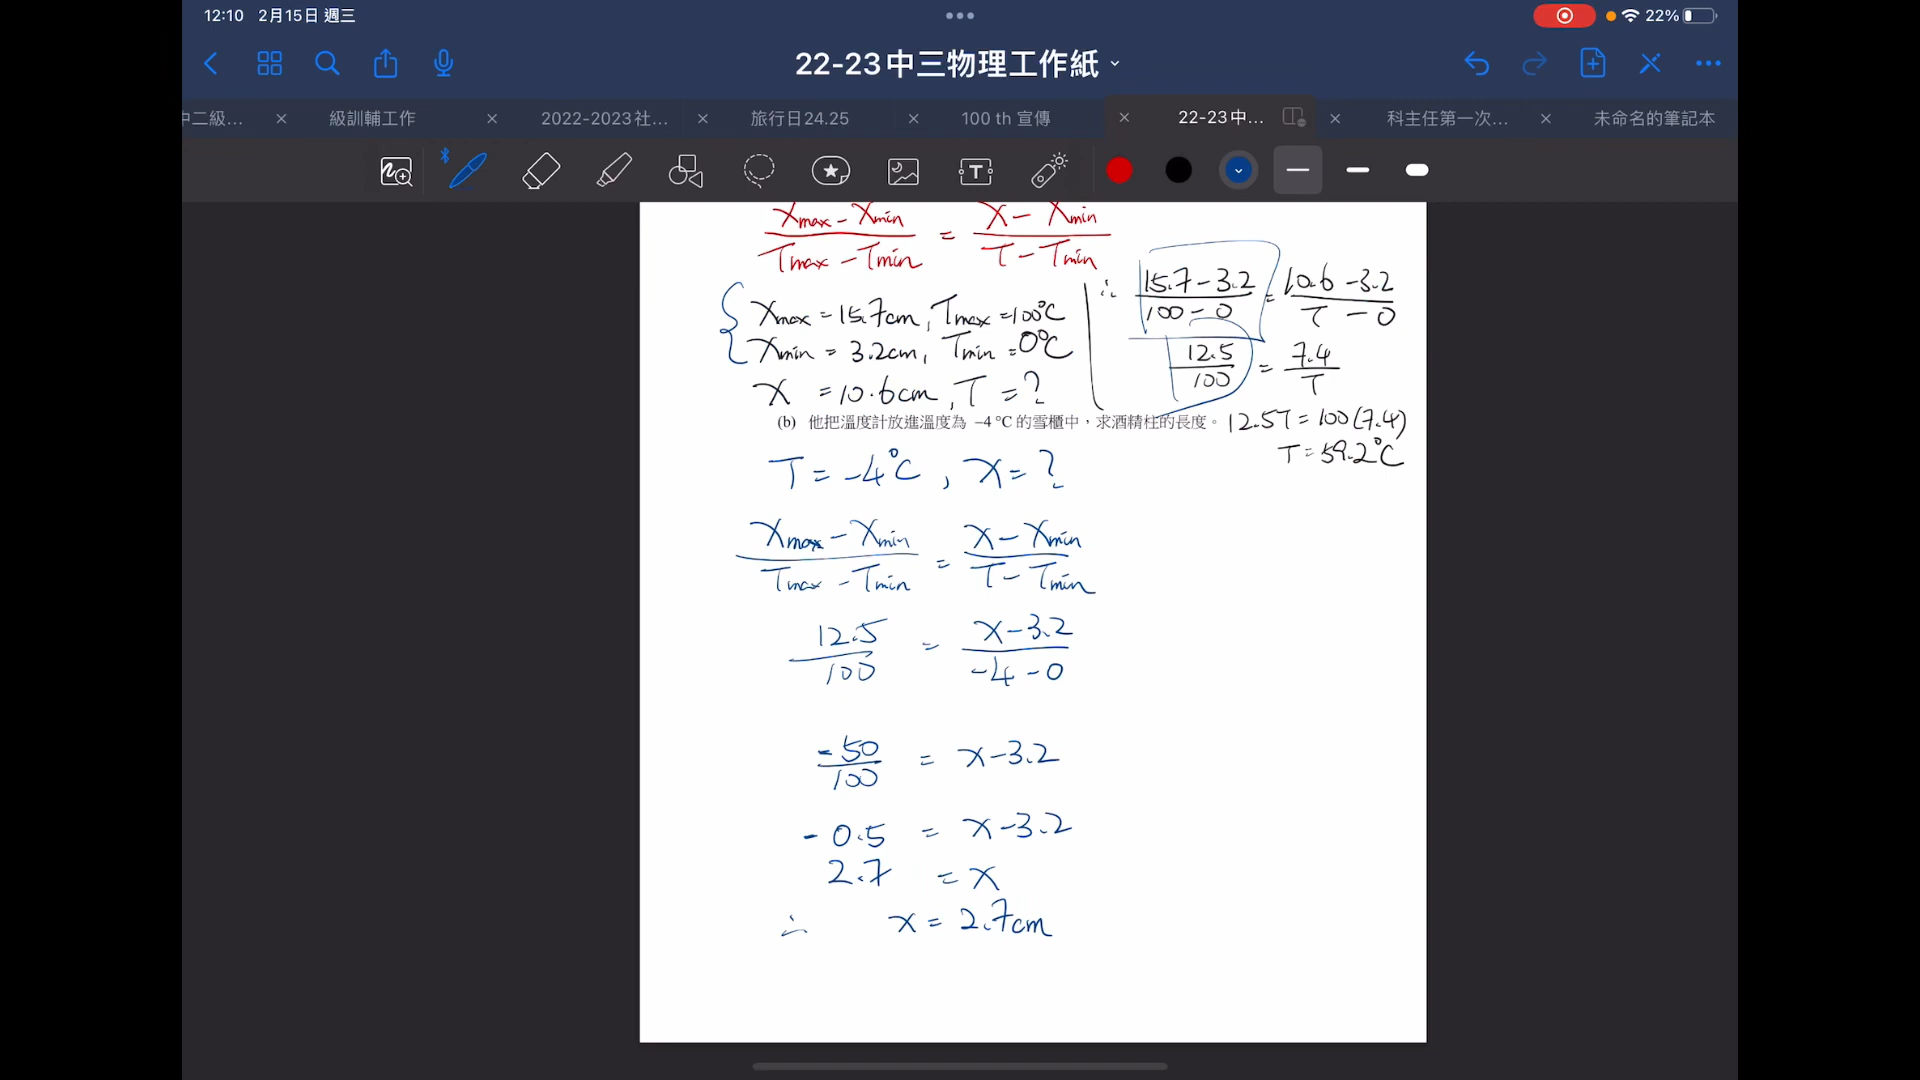 12:10 2月15日 週三
22%
22-23中三物理工作紙
中二級...
級訓輔工作
2022-2023社...
旅行日24.25
100 th 宣傳
22-23中...
科主任第一次...
未命名的筆記本
Xmax - Xmin / Tmax - Tmin = X - Xmin / T - Tmin
Xmax = 15.7cm, Tmax = 100°C
Xmin = 3.2cm, Tmin = 0°C
X = 10.6cm, T = ?
∴ 15.7 - 3.2 / 100 - 0 = 10.6 - 3.2 / T - 0
12.5 / 100 = 7.4 / T
12.5T = 100(7.4)
T = 59.2°C
(b) 他把溫度計放進溫度為 −4 °C 的雪櫃中，求酒精柱的長度。
T = -4°C, X = ?
Xmax - Xmin / Tmax - Tmin = X - Xmin / T - Tmin
12.5 / 100 = X - 3.2 / -4 - 0
-50 / 100 = X - 3.2
-0.5 = X - 3.2
2.7 = X
∴ X = 2.7cm